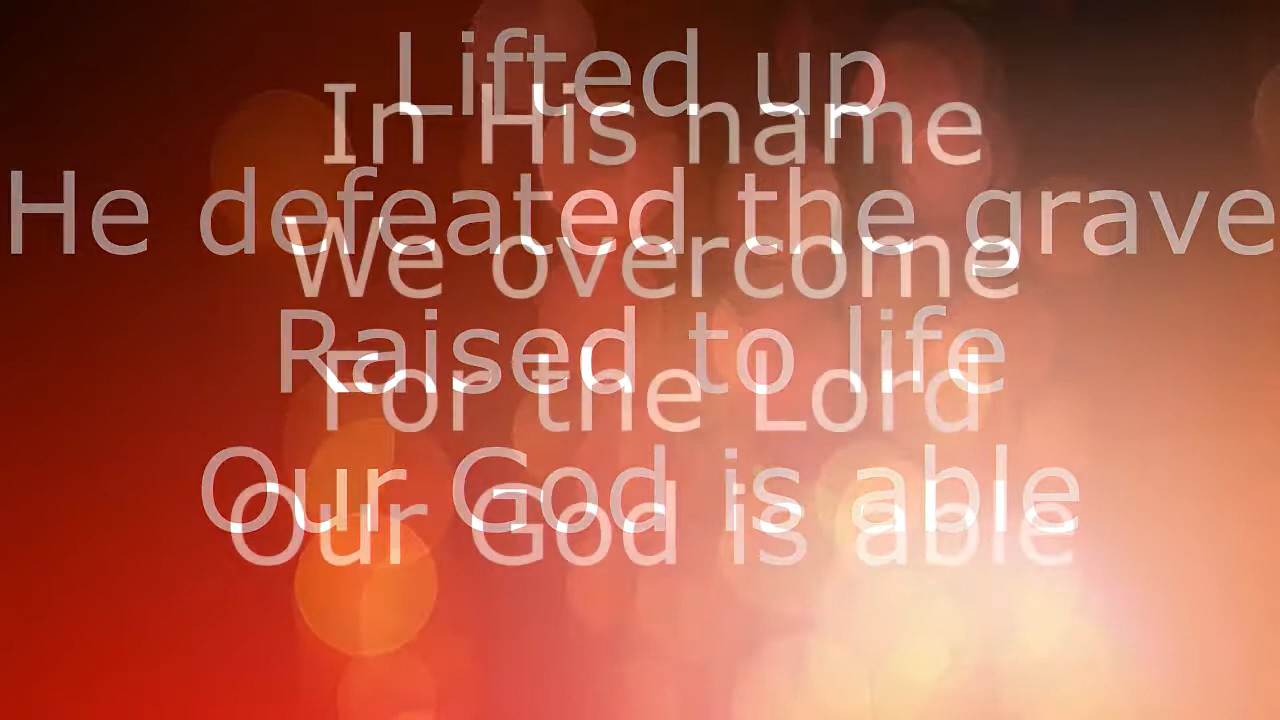 Lifted up
In His name
He defeated the grave
We overcome
Raised to life
For the Lord
Our God is able
Our God is able